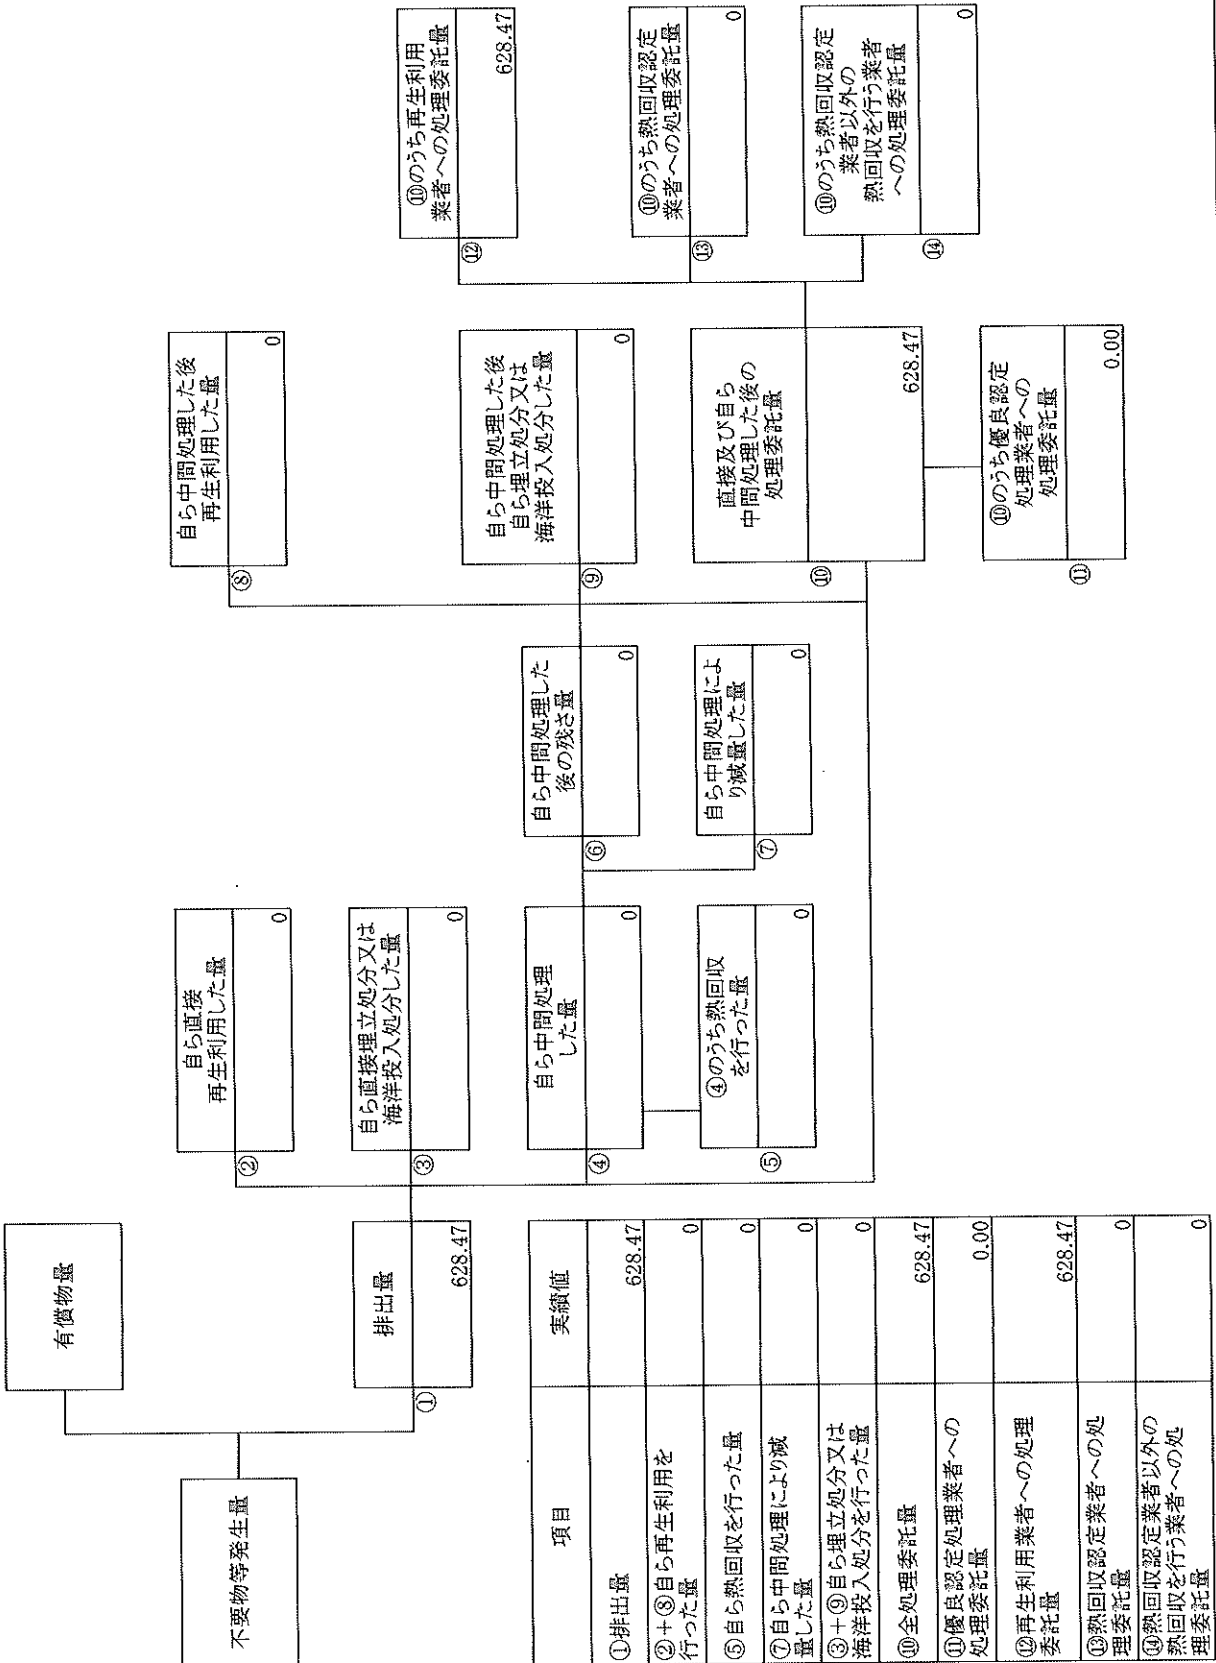 不要物等発生量
有償物量
排出量
①
628.47
自ら直接
再生利用した量
②
0
自ら直接埋立処分又は
海洋投入処分した量
③
0
自ら中間処理
した量
④
0
④のうち熱回収
を行った量
⑤
0
自ら中間処理した
後の残さ量
⑥
0
自ら中間処理によ
り減量した量
⑦
0
自ら中間処理した後
再生利用した量
⑧
0
自ら中間処理した後
自ら埋立処分又は
海洋投入処分した量
⑨
0
直接及び自ら
中間処理した後の
処理委託量
⑩
628.47
⑩のうち優良認定
処理業者への
処理委託量
⑪
0.00
⑩のうち再生利用
業者への処理委託量
⑫
628.47
⑩のうち熱回収認定
業者への処理委託量
⑬
0
⑩のうち熱回収認定
業者以外の
熱回収を行う業者
への処理委託量
⑭
0
項目 実績値
①排出量 628.47
②+⑧自ら再生利用を
行った量 0
⑤自ら熱回収を行った量 0
⑦自ら中間処理により減
量した量 0
③+⑨自ら埋立処分又は
海洋投入処分を行った量 0
⑩全処理委託量 628.47
⑪優良認定処理業者への
処理委託量 0.00
⑫再生利用業者への処理
委託量 628.47
⑬熱回収認定業者への処
理委託量 0
⑭熱回収認定業者以外の
熱回収を行う業者への処
理委託量 0